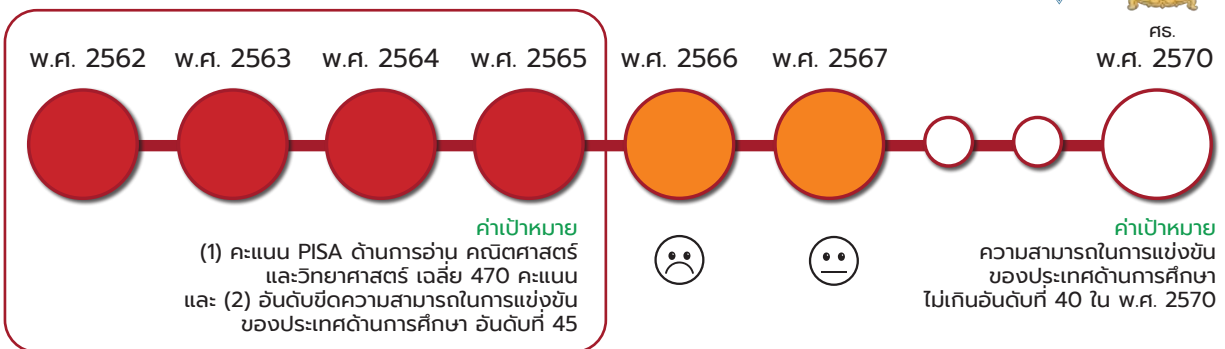 ศธ.
พ.ศ. 2562 พ.ศ. 2563 พ.ศ. 2564 พ.ศ. 2565 พ.ศ. 2566 พ.ศ. 2567 พ.ศ. 2570
ค่าเป้าหมาย
(1) คะแนน PISA ด้านการอ่าน คณิตศาสตร์
และวิทยาศาสตร์ เฉลี่ย 470 คะแนน
และ (2) อันดับขีดความสามารถในการแข่งขัน
ของประเทศด้านการศึกษา อันดับที่ 45
ค่าเป้าหมาย
ความสามารถในการแข่งขัน
ของประเทศด้านการศึกษา
ไม่เกินอันดับที่ 40 ใน พ.ศ. 2570